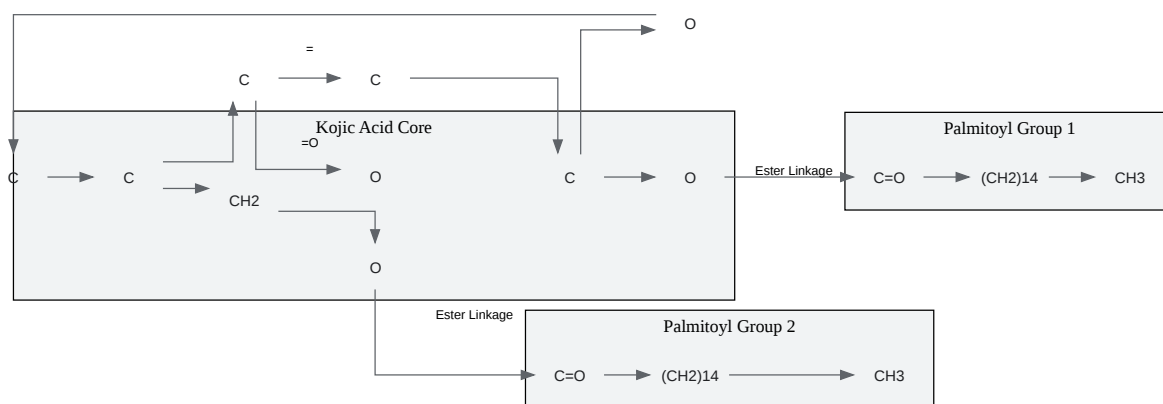 O
=
C
C
Kojic Acid Core
=O
C
C
CH2
O
C
O
O
Ester Linkage
Palmitoyl Group 1
C=O
(CH2)14
CH3
Ester Linkage
Palmitoyl Group 2
C=O
(CH2)14
CH3